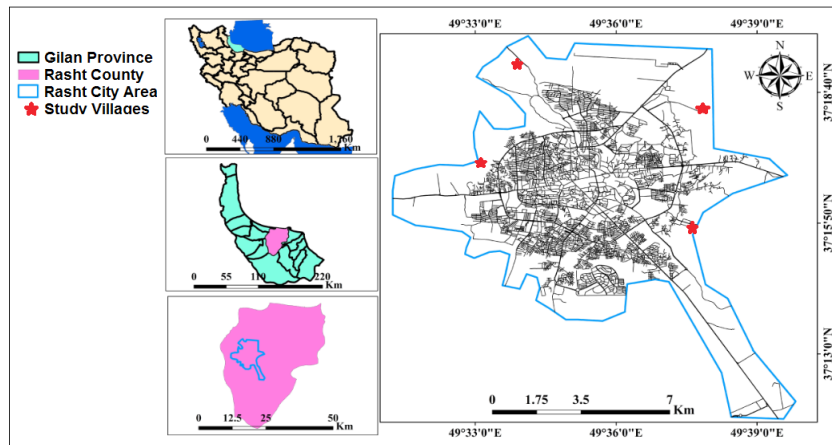 Gilan Province
Rasht County
Rasht City Area
Study Villages
0 440 880 1,760
Km
0 55 110 220
Km
0 12.5 25 50
Km
49°33'0"E 49°36'0"E 49°39'0"E
N
W E
S
37°18'40"N
37°15'50"N
37°13'0"N
0 1.75 3.5 7
Km
49°33'0"E 49°36'0"E 49°39'0"E